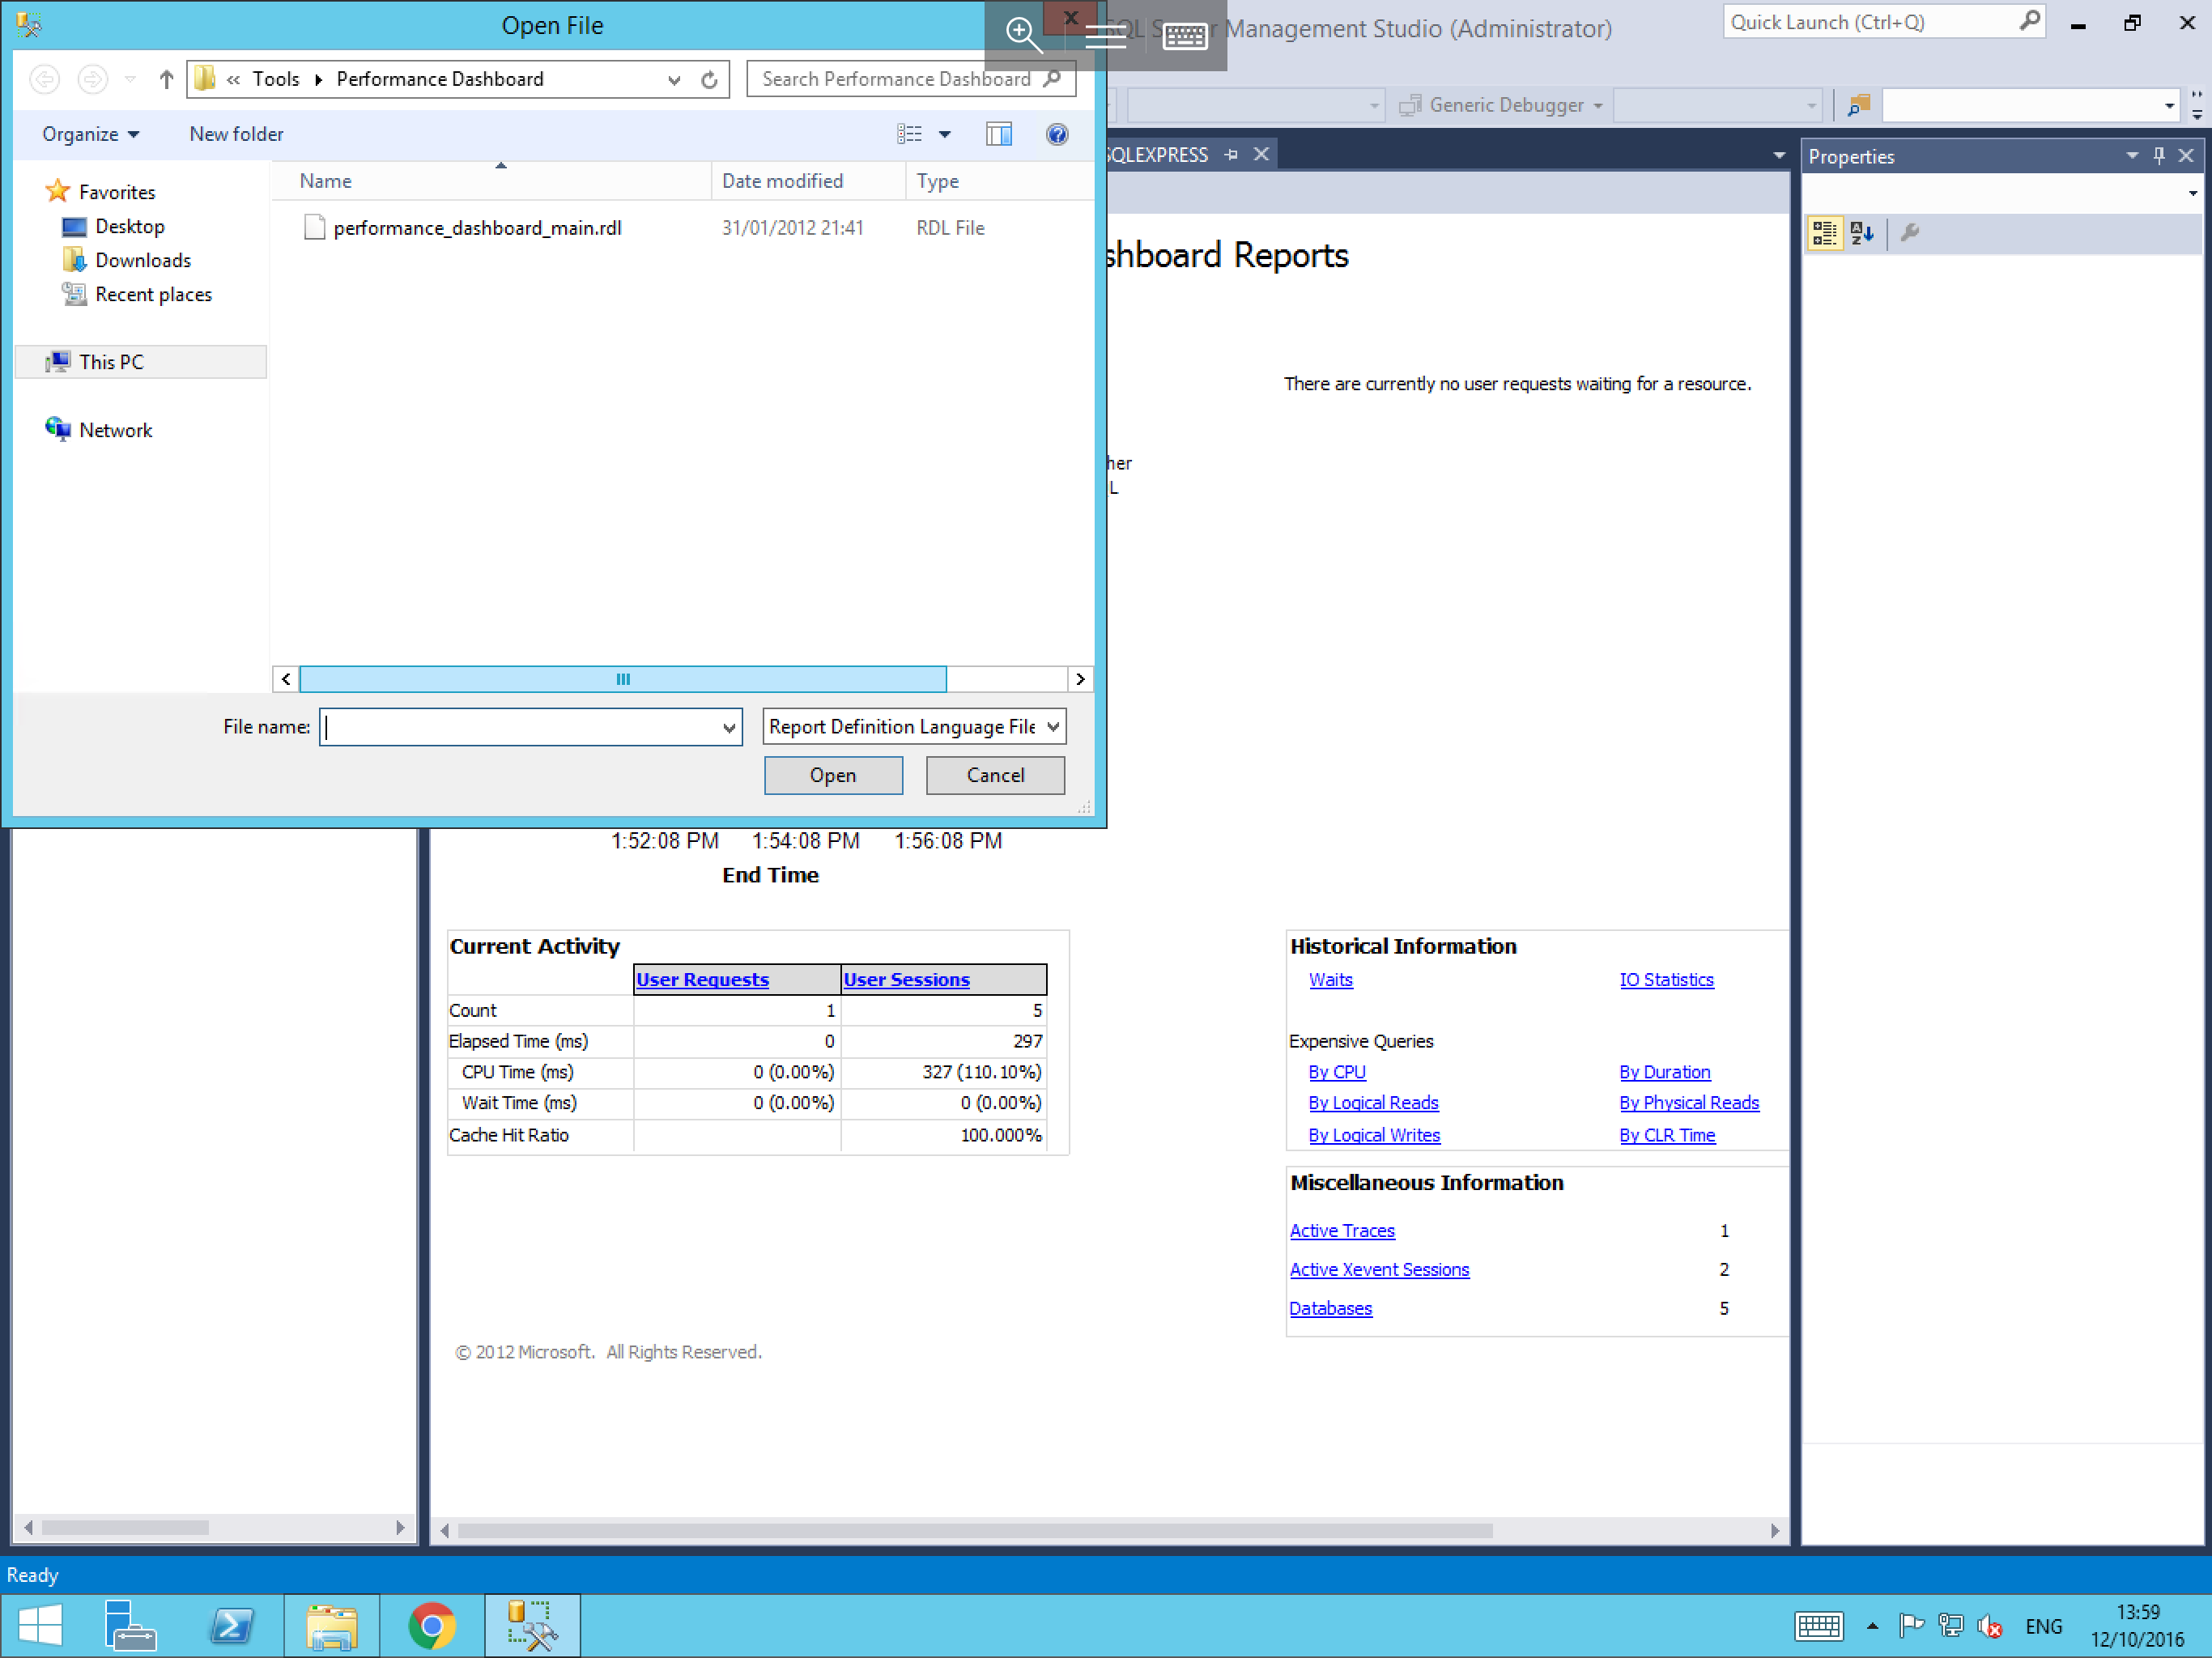 Open File
SQL Server Management Studio (Administrator)
Quick Launch (Ctrl+Q)
« Tools ▸ Performance Dashboard
Search Performance Dashboard
Generic Debugger
Organize
New folder
SQLEXPRESS
Properties
Name
Date modified
Type
Favorites
Desktop
Downloads
Recent places
This PC
Network
performance_dashboard_main.rdl
31/01/2012 21:41
RDL File
shboard Reports
There are currently no user requests waiting for a resource.
her
File name:
Report Definition Language File
Open
Cancel
1:52:08 PM 1:54:08 PM 1:56:08 PM
End Time
Current Activity
User Requests User Sessions
Count 1 5
Elapsed Time (ms) 0 297
CPU Time (ms) 0 (0.00%) 327 (110.10%)
Wait Time (ms) 0 (0.00%) 0 (0.00%)
Cache Hit Ratio 100.000%
Historical Information
Waits IO Statistics
Expensive Queries
By CPU By Duration
By Logical Reads By Physical Reads
By Logical Writes By CLR Time
Miscellaneous Information
Active Traces 1
Active Xevent Sessions 2
Databases 5
© 2012 Microsoft. All Rights Reserved.
Ready
ENG
13:59
12/10/2016